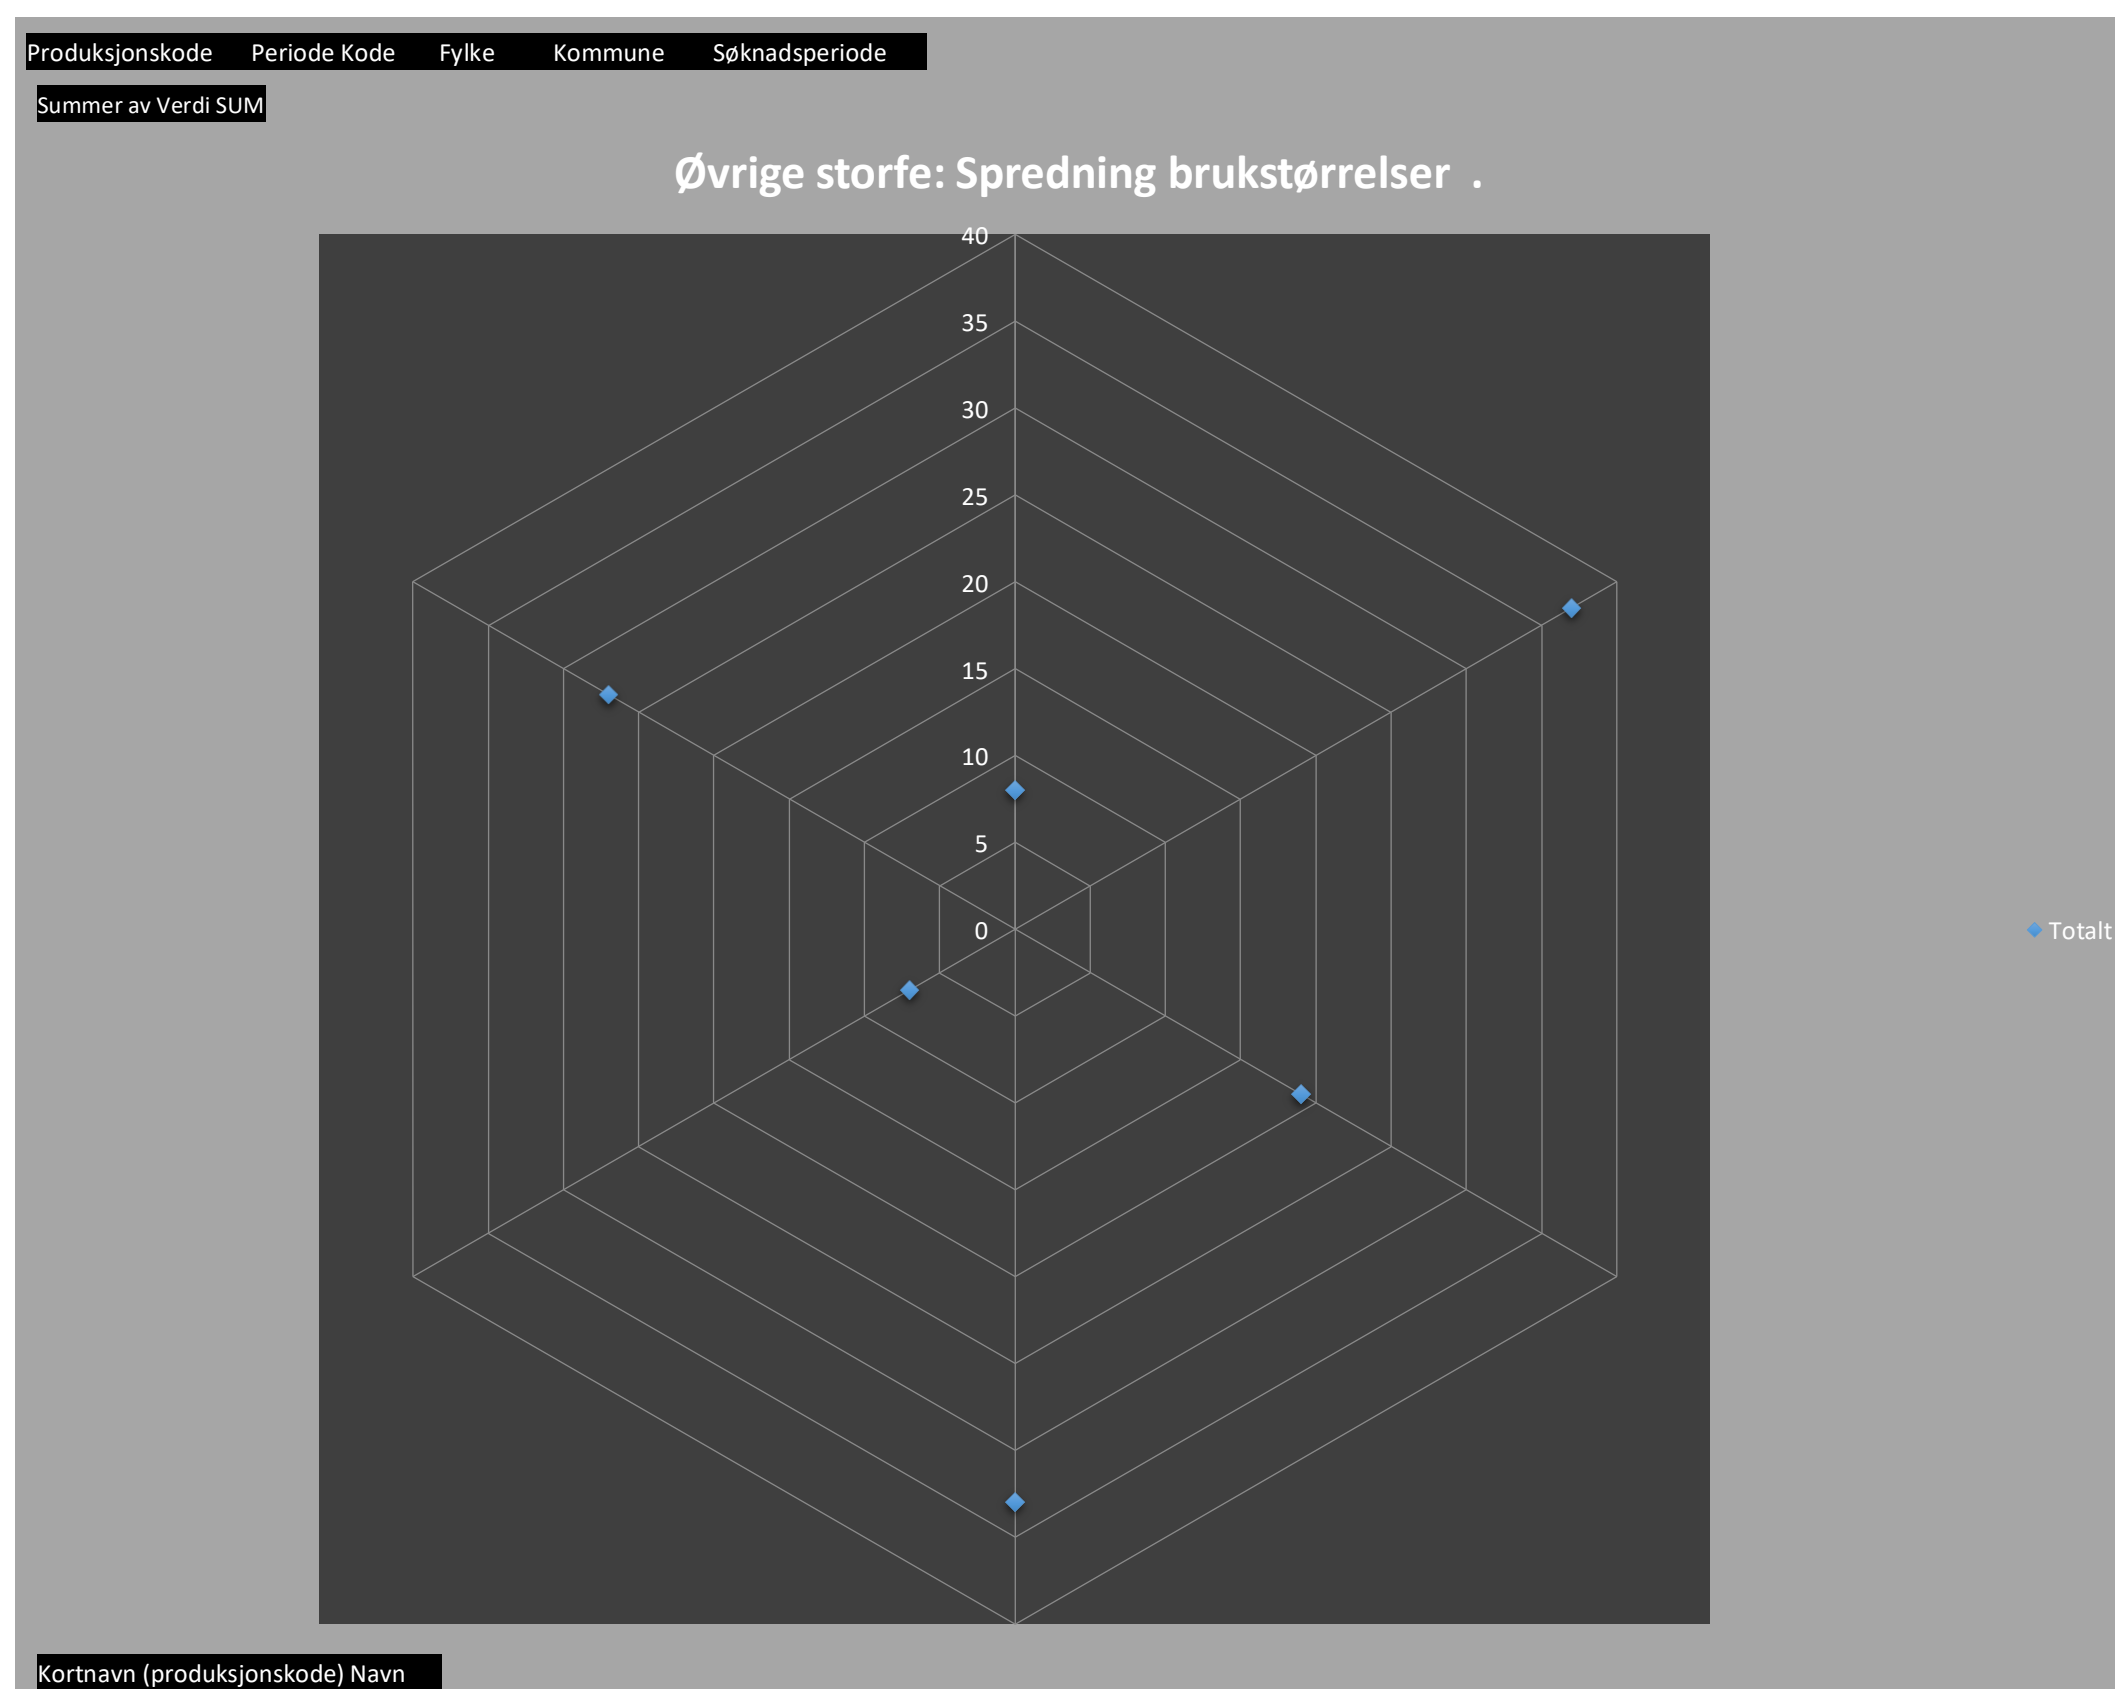 Produksjonskode Periode Kode Fylke Kommune Søknadsperiode
Summer av Verdi SUM
Øvrige storfe: Spredning brukstørrelser .
40
35
30
25
20
15
10
5
0
Totalt
Kortnavn (produksjonskode) Navn